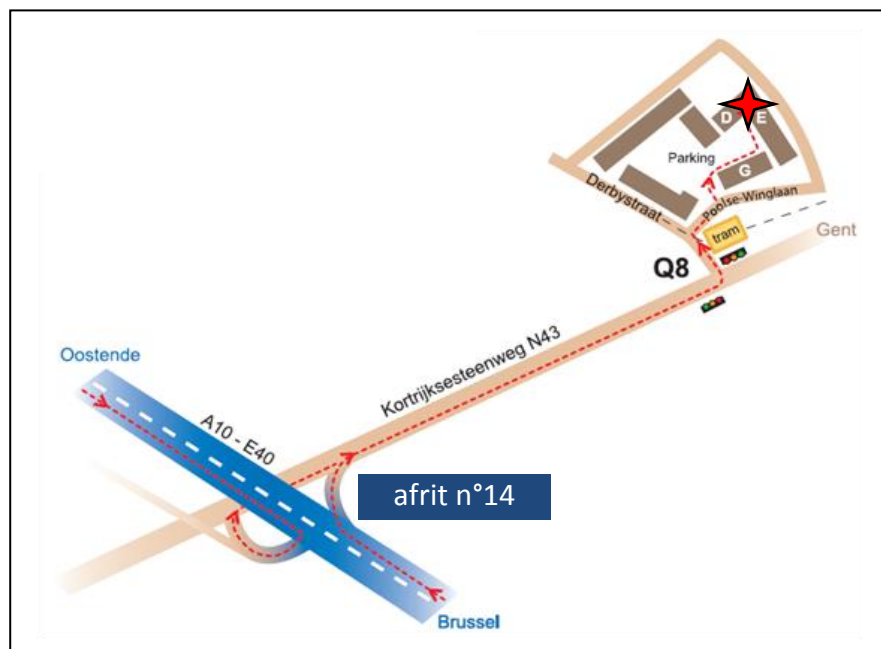 D
E
Parking
G
Derbystraat
Poolse-Winglaan
tram
Gent
Q8
Kortrijksesteenweg N43
Oostende
A10 - E40
afrit n°14
Brussel